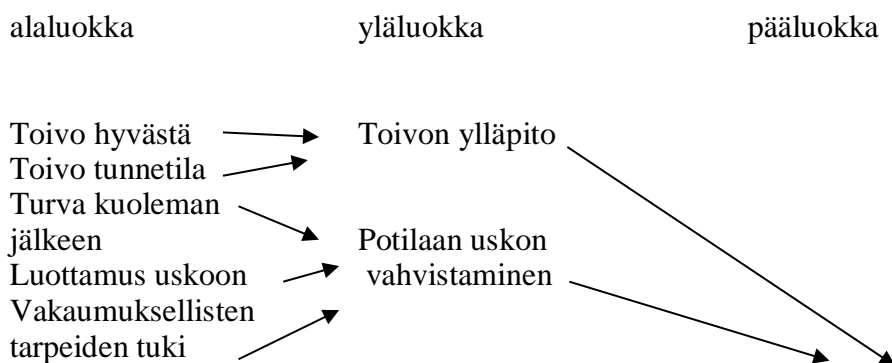 alaluokka yläluokka pääluokka
Toivo hyvästä Toivon ylläpito
Toivo tunnetila
Turva kuoleman
jälkeen Potilaan uskon
Luottamus uskoon vahvistaminen
Vakaumuksellisten
tarpeiden tuki